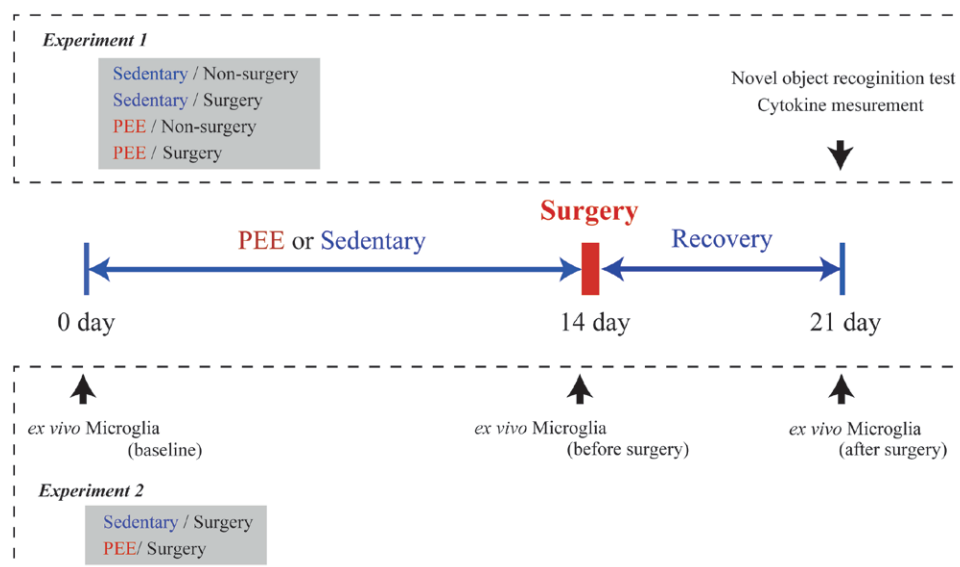 Experiment 1
Sedentary / Non-surgery
Sedentary / Surgery
PEE / Non-surgery
PEE / Surgery
Novel object recoginition test
Cytokine mesurement
Surgery
PEE or Sedentary
Recovery
0 day
14 day
21 day
ex vivo Microglia
(baseline)
ex vivo Microglia
(before surgery)
ex vivo Microglia
(after surgery)
Experiment 2
Sedentary / Surgery
PEE/ Surgery